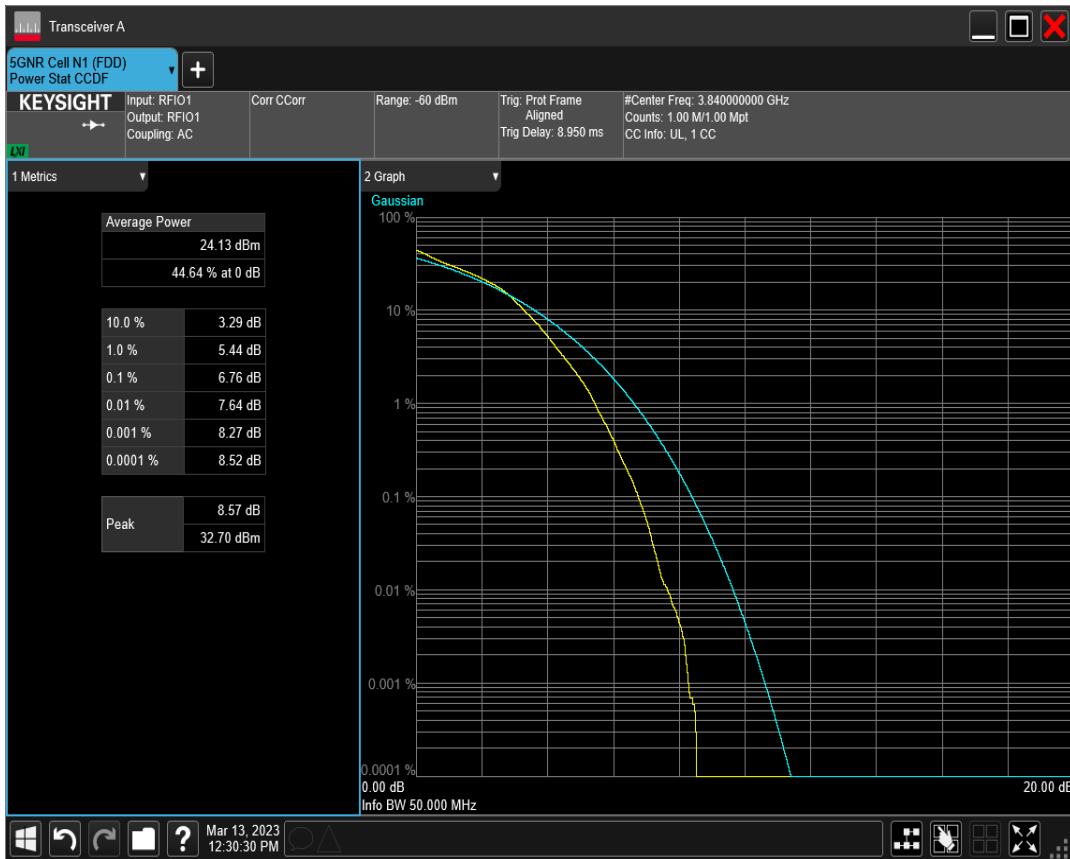 Transceiver A
5GNR Cell N1 (FDD)
Power Stat CCDF
KEYSIGHT
LXI
Input: RFIO1
Output: RFIO1
Coupling: AC
Corr CCorr
Range: -60 dBm
Trig: Prot Frame
Aligned
Trig Delay: 8.950 ms
#Center Freq: 3.840000000 GHz
Counts: 1.00 M/1.00 Mpt
CC Info: UL, 1 CC
1 Metrics
Average Power
24.13 dBm
44.64 % at 0 dB
10.0 % 3.29 dB
1.0 % 5.44 dB
0.1 % 6.76 dB
0.01 % 7.64 dB
0.001 % 8.27 dB
0.0001 % 8.52 dB
Peak 8.57 dB
32.70 dBm
2 Graph
Gaussian
100 %
10 %
1 %
0.1 %
0.01 %
0.001 %
0.0001 %
0.00 dB 20.00 dB
Info BW 50.000 MHz
?
Mar 13, 2023
12:30:30 PM